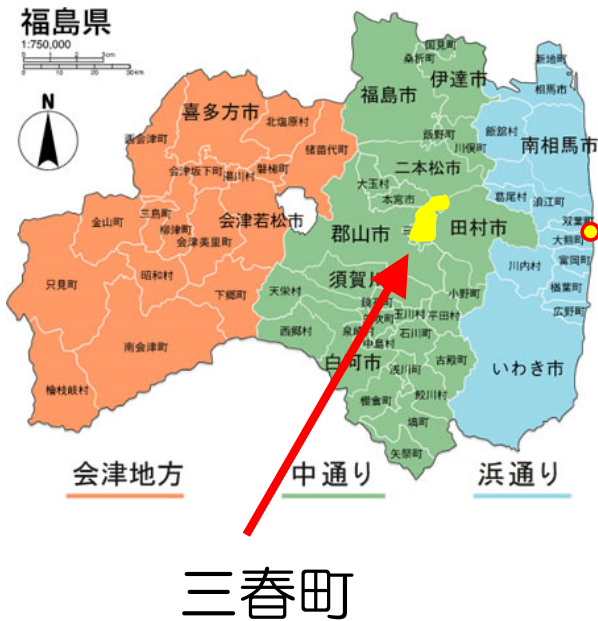 福島県
1:750,000
0 1 2 3cm
0 10 20 30km
N
国見町
桑折町
伊達市
福島市
新地町
相馬市
喜多方市
北塩原村
飯野町
川俣町
飯舘村
南相馬市
西会津町
猪苗代町
磐梯町
会津坂下町
湯川村
二本松市
大玉村
本宮市
葛尾村
浪江町
三島町
金山町
柳津町
会津若松市
会津美里町
郡山市
三
田村市
双葉町
大熊町
富岡町
川内村
昭和村
只見町
須賀川
下郷町
天栄村
小野町
楢葉町
広野町
玉川村
平田村
西郷村
石川町
中島村
南会津町
白河市
浅川町
古殿町
いわき市
檜枝岐村
棚倉町
鮫川村
塙町
矢祭町
会津地方
中通り
浜通り
三春町